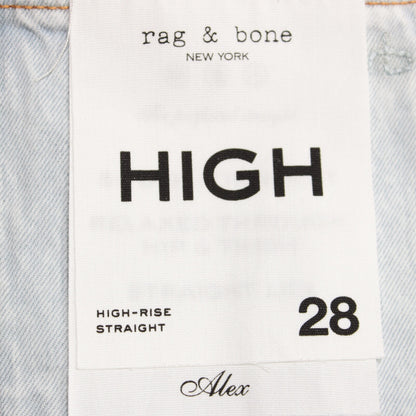 rag & bone
NEW YORK
HIGH
HIGH-RISE
STRAIGHT
28
Alex